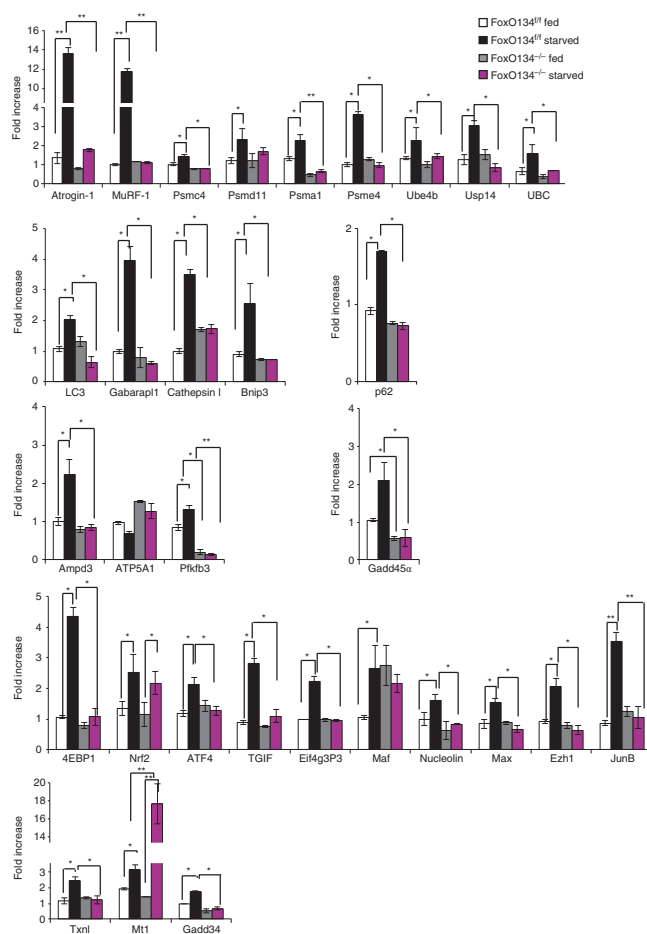 FoxO134f/f fed
FoxO134f/f starved
FoxO134–/– fed
FoxO134–/– starved
Fold increase
16
14
12
10
8
6
4
4
3
2
1
0
** ** ** ** * * * * * ** * * * * * * * *
Atrogin-1 MuRF-1 Psmc4 Psmd11 Psma1 Psme4 Ube4b Usp14 UBC
Fold increase
5
4
3
2
1
0
* * * * * * * *
LC3 Gabarapl1 Cathepsin l Bnip3
Fold increase
2
1
0
* *
p62
Fold increase
4
3
2
1
0
* * * * **
Ampd3 ATP5A1 Pfkfb3
Fold increase
4
3
2
1
0
* *
Gadd45α
Fold increase
5
4
3
2
1
0
* * * * * * * * * * * * * * * * * ** **
4EBP1 Nrf2 ATF4 TGIF Eif4g3P3 Maf Nucleolin Max Ezh1 JunB
Fold increase
20
18
16
14
3
2
1
0
* * * ** ** * *
Txnl Mt1 Gadd34